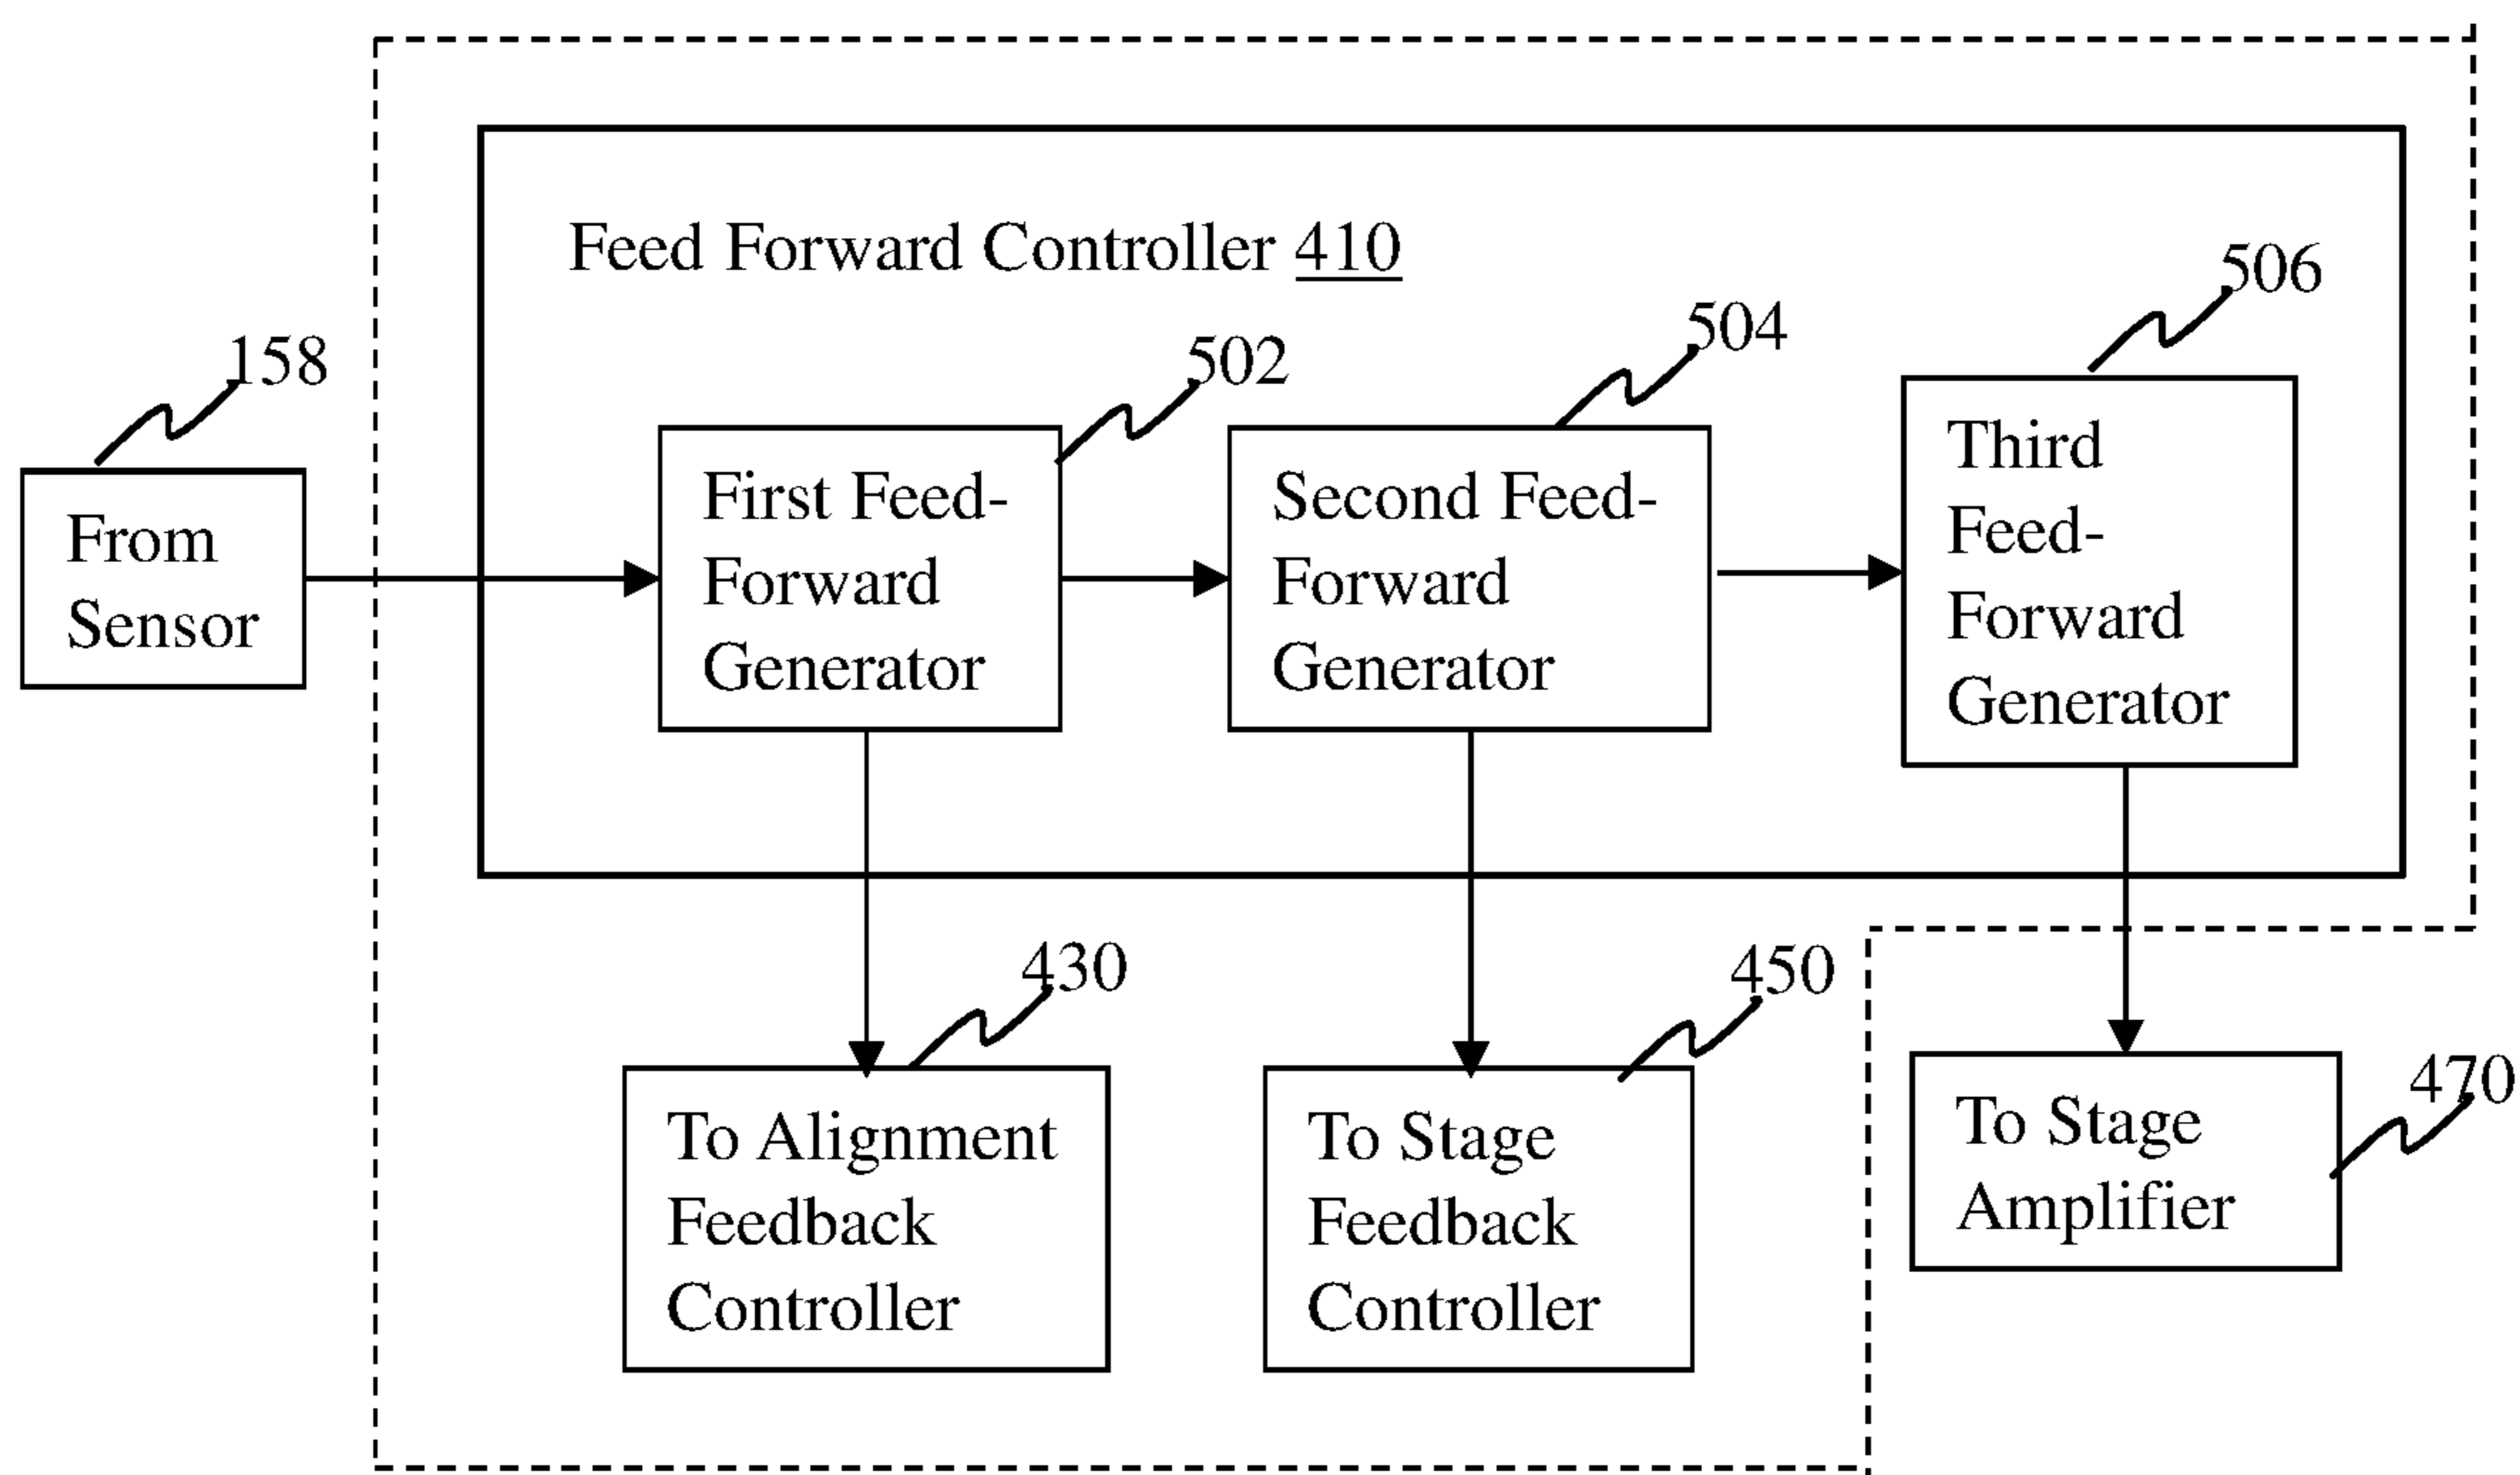 Feed Forward Controller 410
506
504
502
158
From
Sensor
First Feed-
Forward
Generator
Second Feed-
Forward
Generator
Third
Feed-
Forward
Generator
430
450
470
To Alignment
Feedback
Controller
To Stage
Feedback
Controller
To Stage
Amplifier